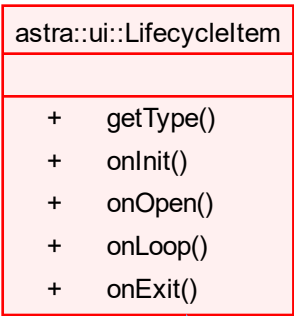 astra::ui::LifecycleItem
+ getType()
+ onInit()
+ onOpen()
+ onLoop()
+ onExit()